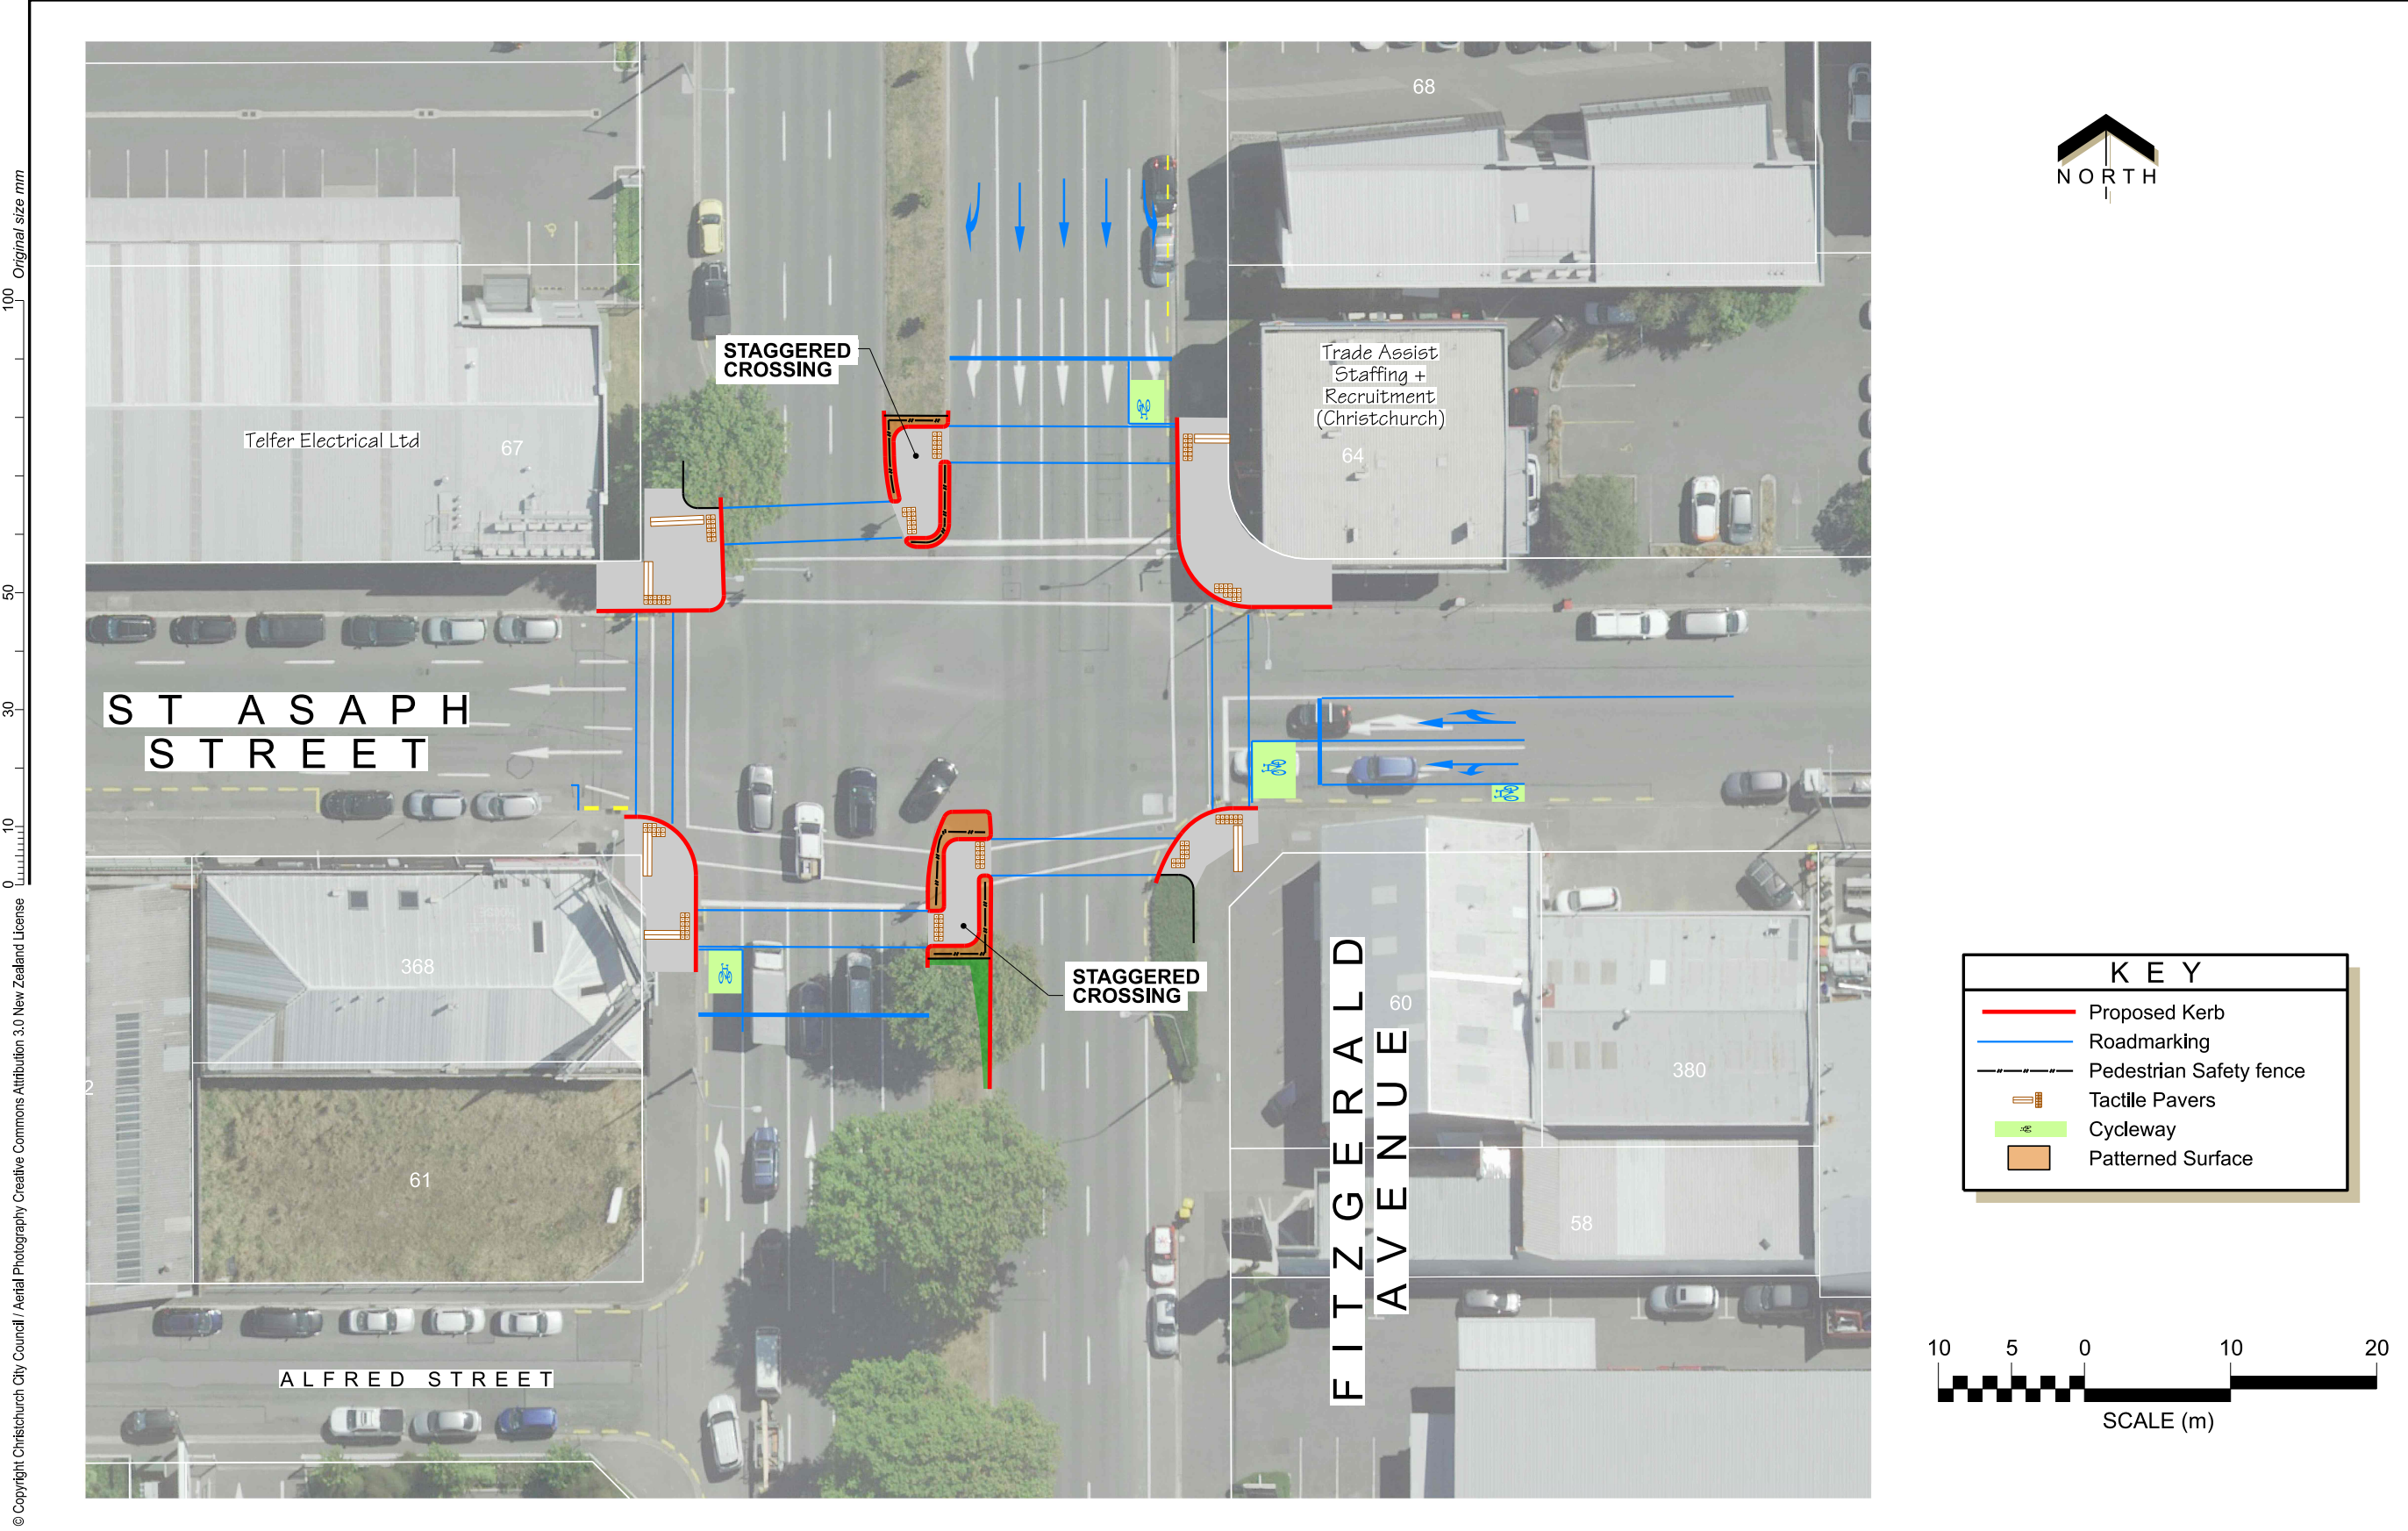 © Copyright Christchurch City Council / Aerial Photography Creative Commons Attribution 3.0 New Zealand License
0 10 30 50 100 Original size mm
68
NORTH
STAGGERED
CROSSING
Trade Assist
Staffing +
Recruitment
(Christchurch)
64
Telfer Electrical Ltd
67
ST ASAPH
STREET
368
STAGGERED
CROSSING
FITZGERALD
AVENUE
60
380
2
61
58
ALFRED STREET
KEY
Proposed Kerb
Roadmarking
Pedestrian Safety fence
Tactile Pavers
Cycleway
Patterned Surface
10 5 0 10 20
SCALE (m)